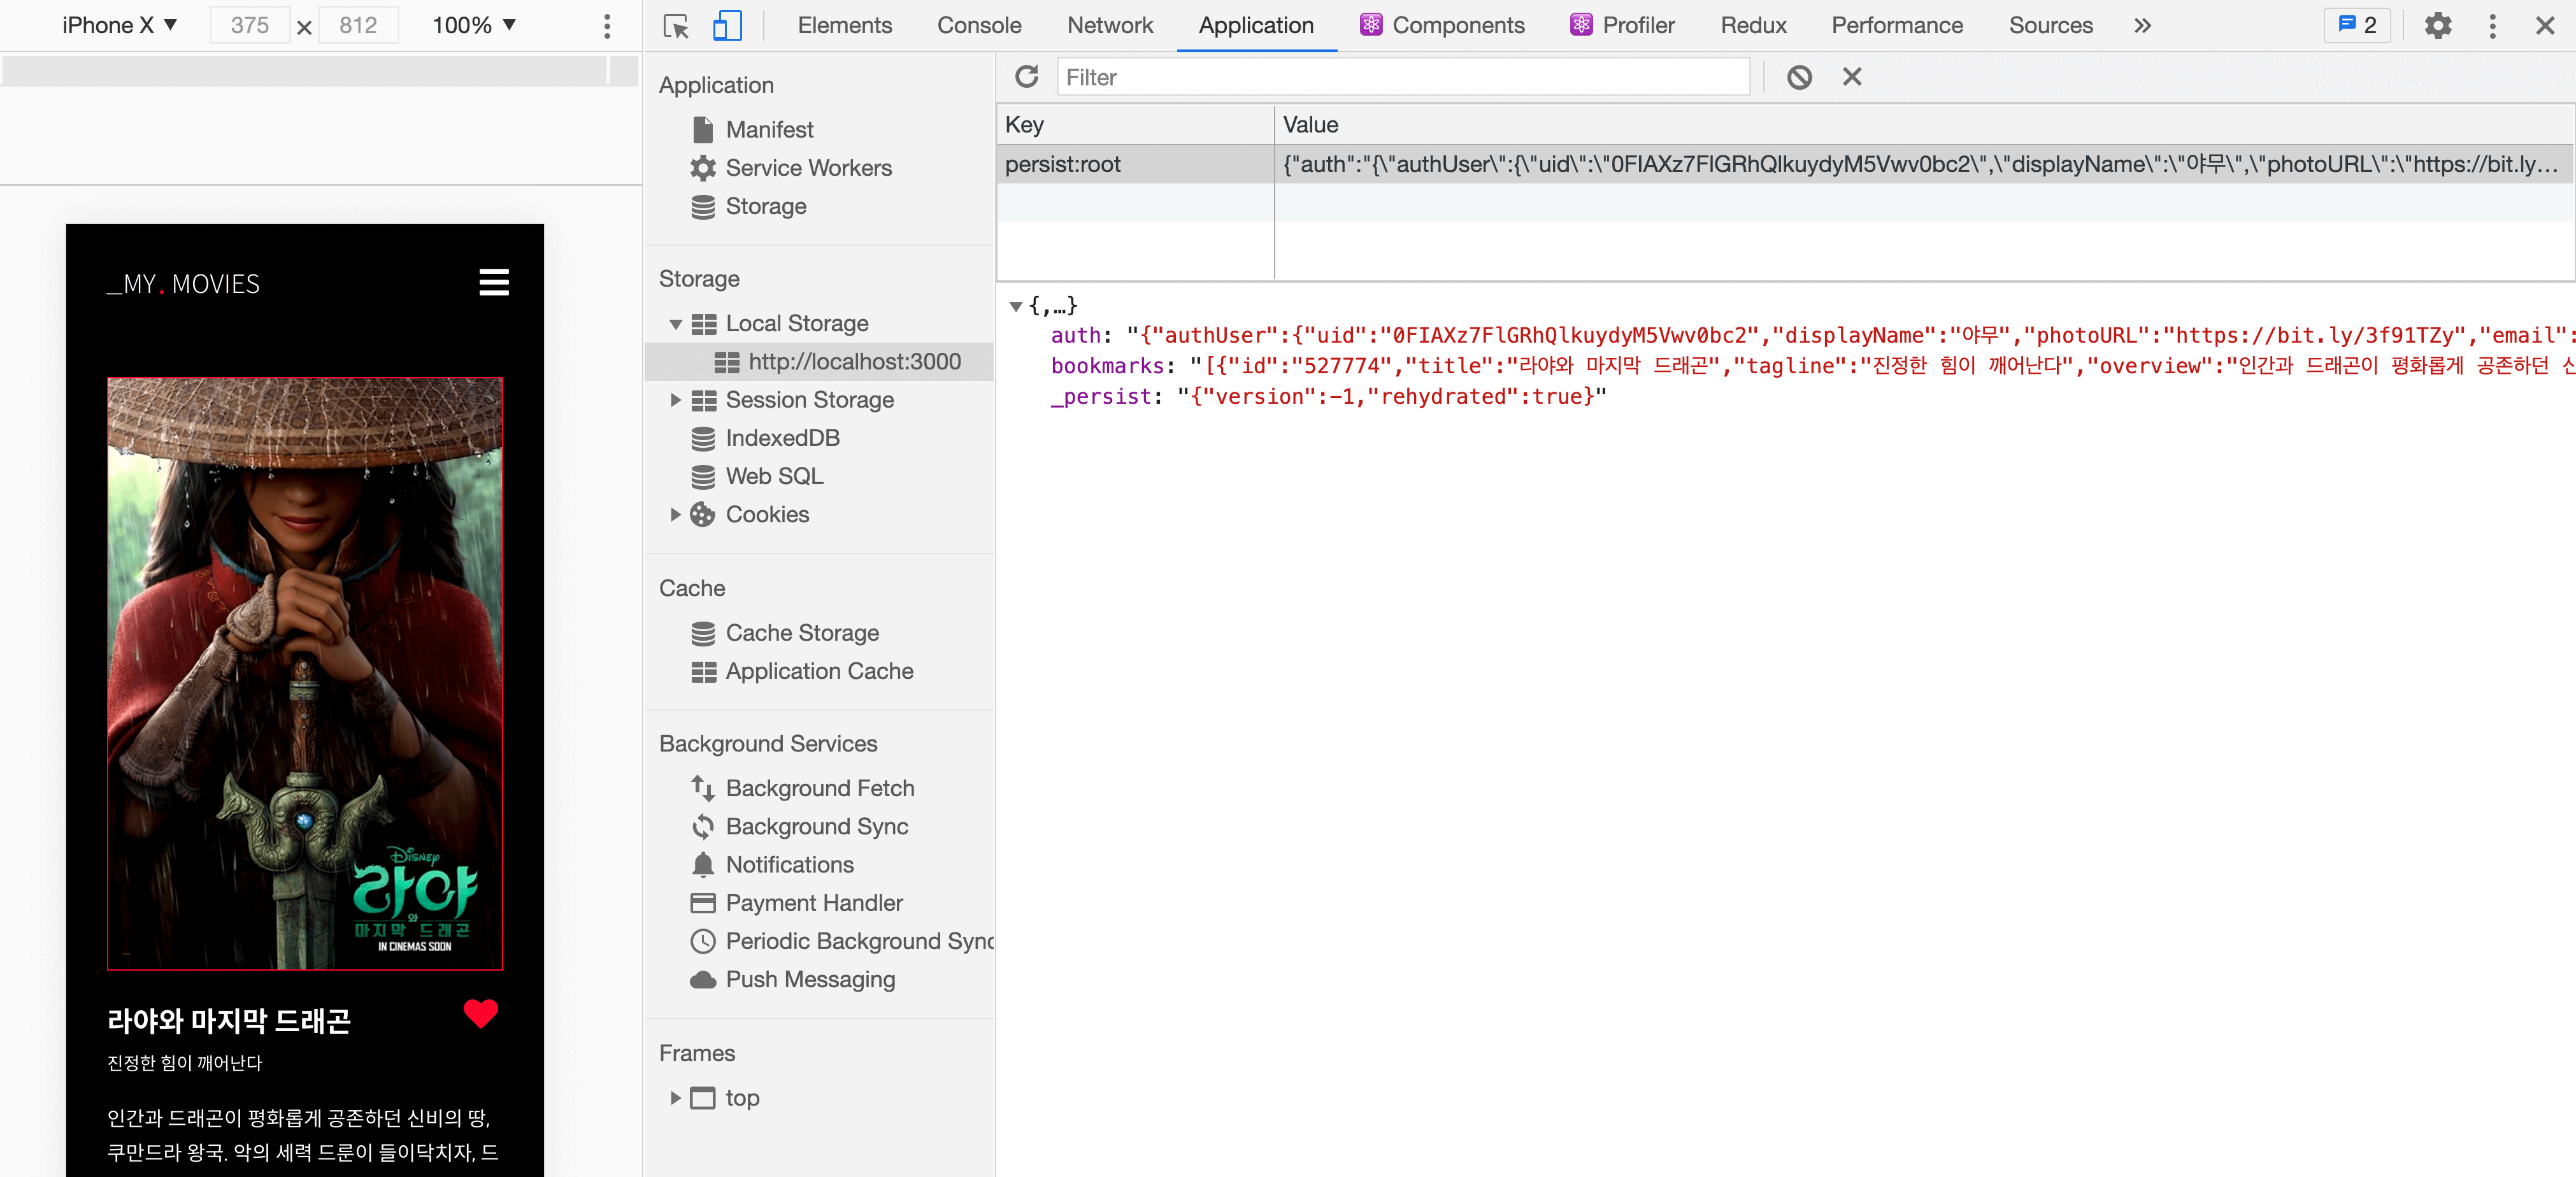 iPhone X ▼ 375 × 812 100% ▼
Elements Console Network Application Components Profiler Redux Performance Sources » 2
Application
Manifest
Service Workers
Storage
Storage
Local Storage
http://localhost:3000
Session Storage
IndexedDB
Web SQL
Cookies
Cache
Cache Storage
Application Cache
Background Services
Background Fetch
Background Sync
Notifications
Payment Handler
Periodic Background Sync
Push Messaging
Frames
top
Filter
Key Value
persist:root {"auth":"{\"authUser\":{\"uid\":\"0FIAXz7FlGRhQlkuydyM5Vwv0bc2\",\"displayName\":\"야무\",\"photoURL\":\"https://bit.ly…
▼{,…}
auth: "{"authUser":{"uid":"0FIAXz7FlGRhQlkuydyM5Vwv0bc2","displayName":"야무","photoURL":"https://bit.ly/3f91TZy","email":
bookmarks: "[{"id":"527774","title":"라야와 마지막 드래곤","tagline":"진정한 힘이 깨어난다","overview":"인간과 드래곤이 평화롭게 공존하던 신
_persist: "{"version":-1,"rehydrated":true}"
_MY. MOVIES
Disney
라야
와
마지막 드래곤
IN CINEMAS SOON
라야와 마지막 드래곤
진정한 힘이 깨어난다
인간과 드래곤이 평화롭게 공존하던 신비의 땅,
쿠만드라 왕국. 악의 세력 드룬이 들이닥치자, 드